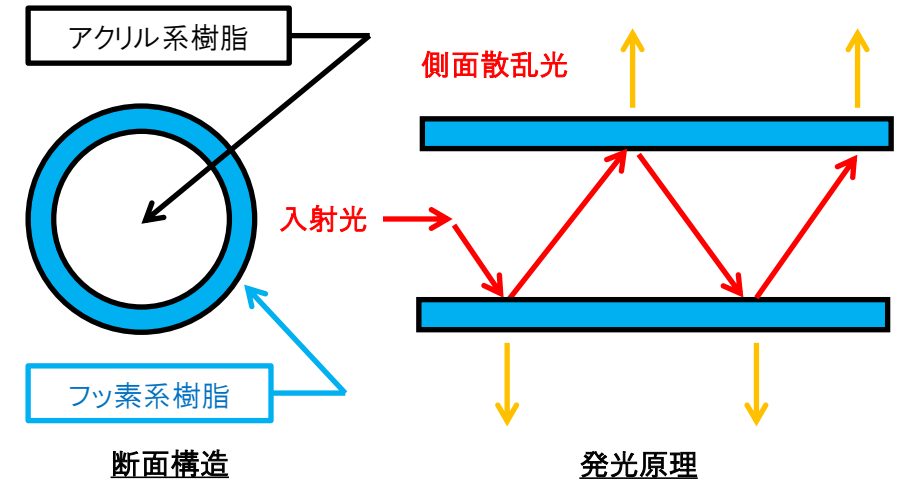 アクリル系樹脂
側面散乱光
入射光
フッ素系樹脂
断面構造
発光原理